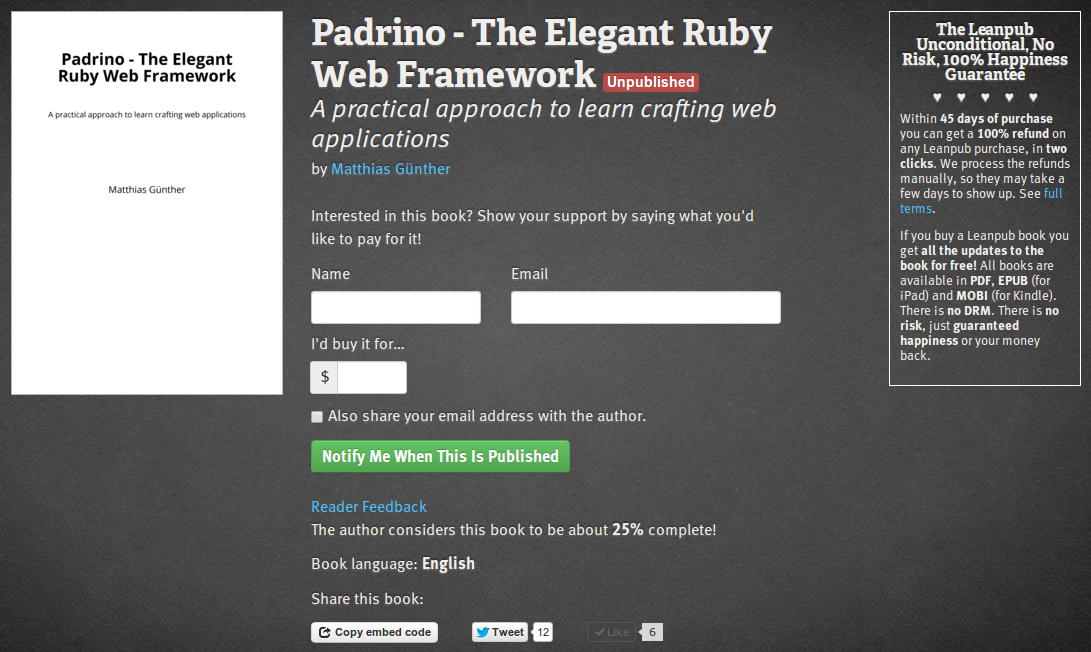 Padrino - The Elegant
Ruby Web Framework
A practical approach to learn crafting web applications
Matthias Günther
Padrino - The Elegant Ruby
Web Framework Unpublished
A practical approach to learn crafting web
applications
by Matthias Günther
Interested in this book? Show your support by saying what you'd
like to pay for it!
Name Email
I'd buy it for...
$
Also share your email address with the author.
Notify Me When This Is Published
Reader Feedback
The author considers this book to be about 25% complete!
Book language: English
Share this book:
Copy embed code Tweet 12 Like 6
The Leanpub
Unconditional, No
Risk, 100% Happiness
Guarantee
♥ ♥ ♥ ♥ ♥
Within 45 days of purchase
you can get a 100% refund on
any Leanpub purchase, in two
clicks. We process the refunds
manually, so they may take a
few days to show up. See full
terms.
If you buy a Leanpub book you
get all the updates to the
book for free! All books are
available in PDF, EPUB (for
iPad) and MOBI (for Kindle).
There is no DRM. There is no
risk, just guaranteed
happiness or your money
back.